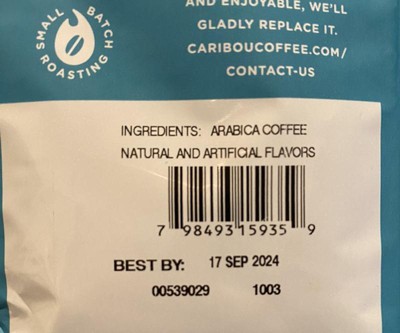 SMALL BATCH ROASTING
AND ENJOYABLE, WE'LL
GLADLY REPLACE IT.
CARIBOUCOFFEE.COM/
CONTACT-US
INGREDIENTS: ARABICA COFFEE
NATURAL AND ARTIFICIAL FLAVORS
7 98493 15935 9
BEST BY: 17 SEP 2024
00539029 1003